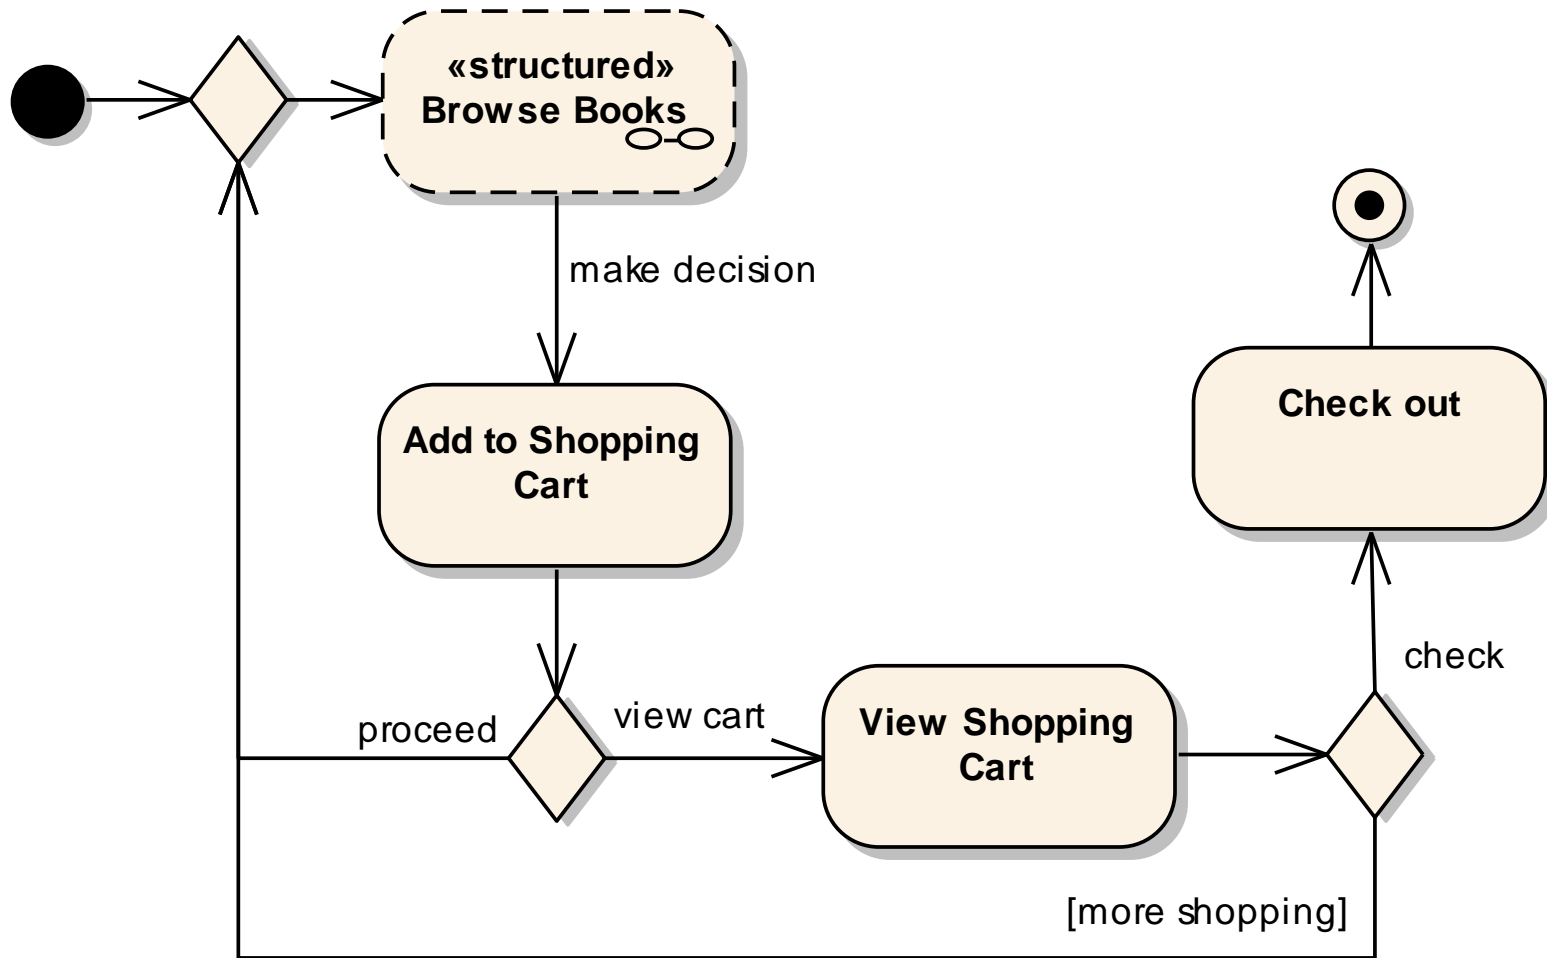 «structured»
Browse Books
make decision
Add to Shopping
Cart
Check out
check
proceed
view cart
View Shopping
Cart
[more shopping]